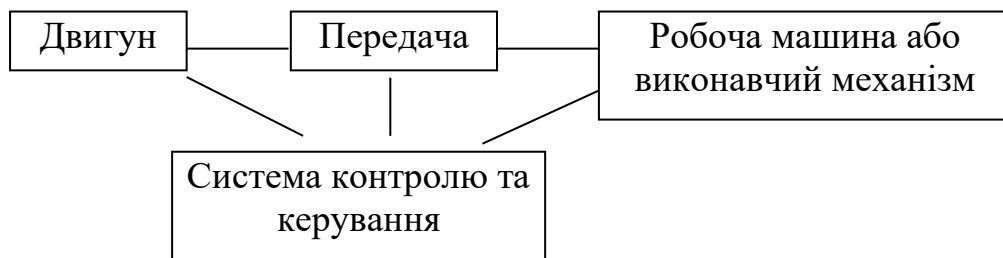 Двигун
Передача
Робоча машина або
виконавчий механізм
Система контролю та
керування